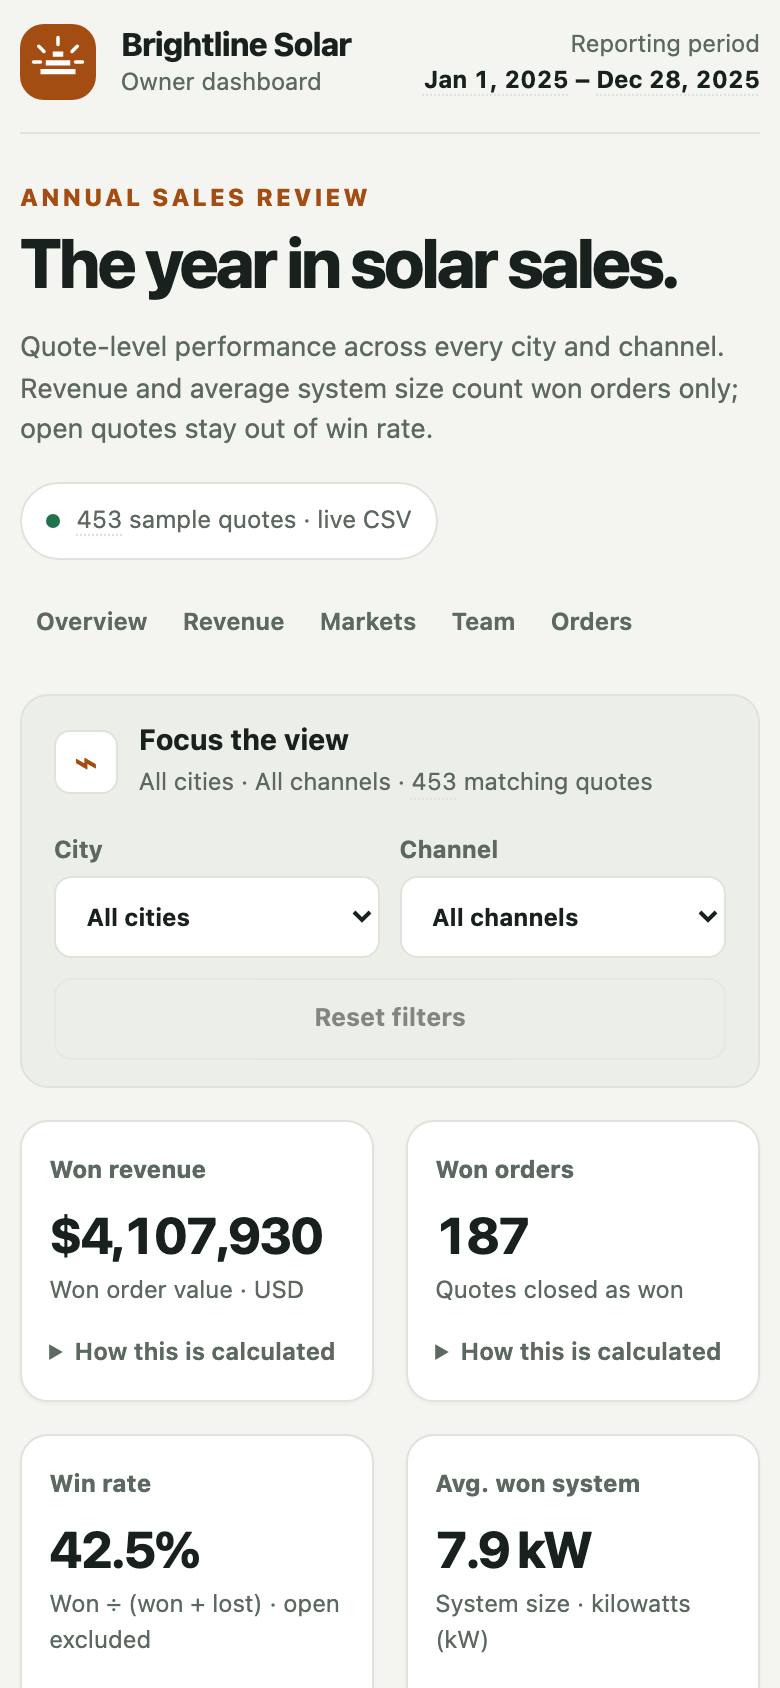 Brightline Solar
Owner dashboard
Reporting period
Jan 1, 2025 – Dec 28, 2025
ANNUAL SALES REVIEW
The year in solar sales.
Quote-level performance across every city and channel.
Revenue and average system size count won orders only;
open quotes stay out of win rate.
453 sample quotes · live CSV
Overview Revenue Markets Team Orders
Focus the view
All cities · All channels · 453 matching quotes
City
All cities
Channel
All channels
Reset filters
Won revenue
$4,107,930
Won order value · USD
How this is calculated
Won orders
187
Quotes closed as won
How this is calculated
Win rate
42.5%
Won ÷ (won + lost) · open
excluded
Avg. won system
7.9 kW
System size · kilowatts
(kW)